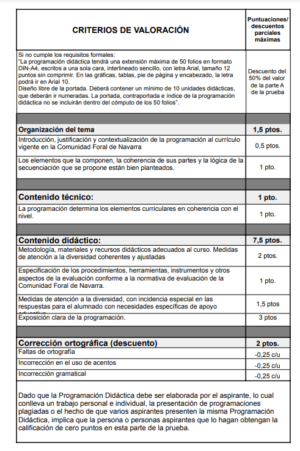 CRITERIOS DE VALORACIÓN
Puntuaciones/
descuentos
parciales
máximas
Si no cumple los requisitos formales:
"La programación didáctica tendrá una extensión máxima de 50 folios en formato
DIN-A4, escritos a una sola cara, interlineado sencillo, con letra Arial, tamaño 12
puntos sin comprimir. En las gráficas, tablas, pie de página y encabezado, la letra
podrá ir en Arial 10.
Diseño libre de la portada. Deberá contener un mínimo de 10 unidades didácticas,
que deberán ir numeradas. La portada, contraportada e índice de la programación
didáctica no se incluirán dentro del cómputo de los 50 folios".
Descuento del
50% del valor
de la parte A
de la prueba
Organización del tema
1,5 ptos.
Introducción, justificación y contextualización de la programación al currículo
vigente en la Comunidad Foral de Navarra
0,5 ptos.
Los elementos que la componen, la coherencia de sus partes y la lógica de la
secuenciación que se propone están bien planteados.
1 pto.
Contenido técnico:
1 pto.
La programación determina los elementos curriculares en coherencia con el
nivel.
1 pto.
Contenido didáctico:
7,5 ptos.
Metodología, materiales y recursos didácticos adecuados al curso. Medidas
de atención a la diversidad coherentes y ajustadas
2 ptos.
Especificación de los procedimientos, herramientas, instrumentos y otros
aspectos de la evaluación conforme a la normativa de evaluación de la
Comunidad Foral de Navarra.
1 pto.
Medidas de atención a la diversidad, con incidencia especial en las
respuestas para el alumnado con necesidades específicas de apoyo
1,5 ptos
Exposición clara de la programación.
3 ptos
Corrección ortográfica (descuento)
2 ptos.
Faltas de ortografía
-0,25 c/u
Incorrección en el uso de acentos
-0,25 c/u
Incorrección gramatical
-0,25 c/u
Dado que la Programación Didáctica debe ser elaborada por el aspirante, lo cual
conlleva un trabajo personal e individual, la presentación de programaciones
plagiadas o el hecho de que varios aspirantes presenten la misma Programación
Didáctica, implica que la persona o personas aspirantes que lo hagan obtengan la
calificación de cero puntos en esta parte de la prueba.